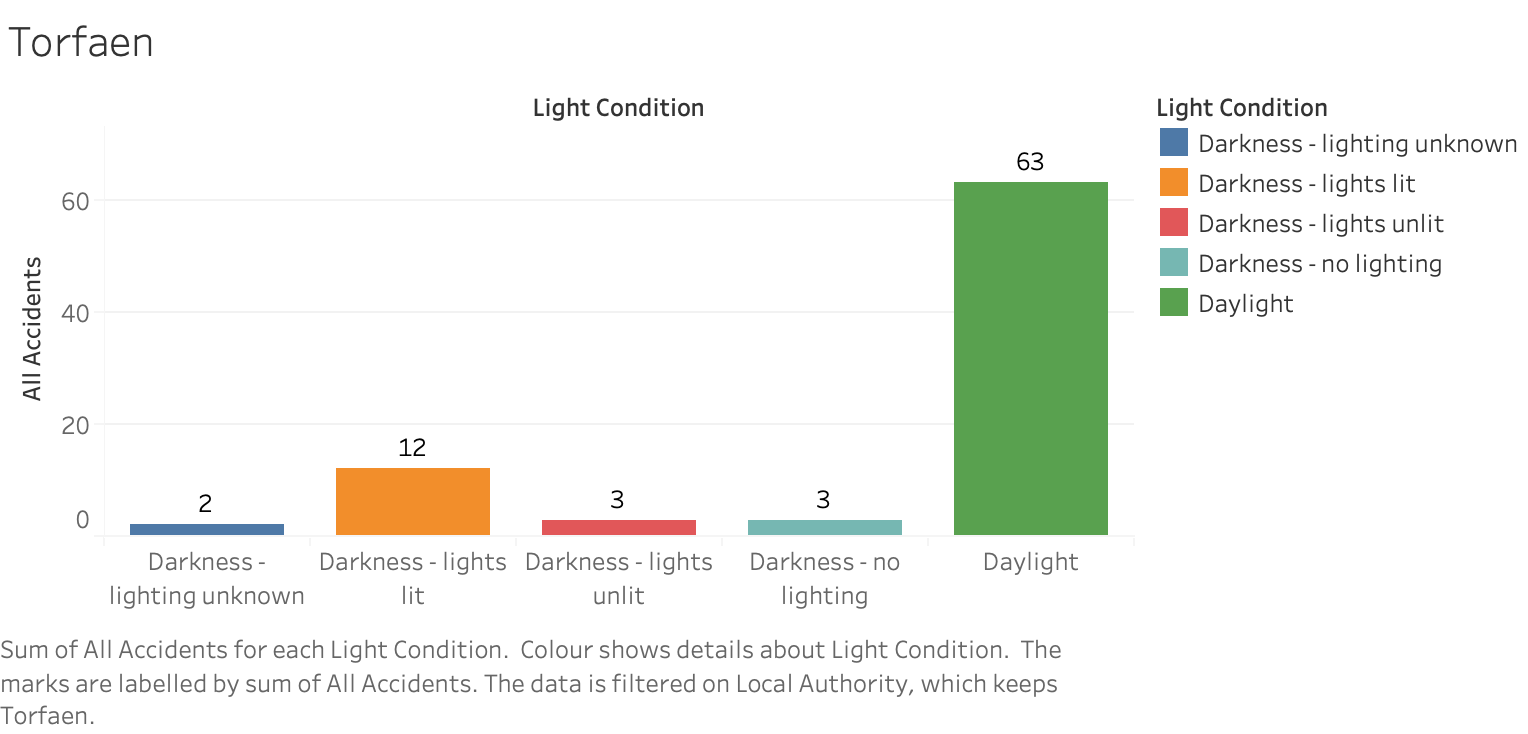 Torfaen
Light Condition
All Accidents
60
40
20
0
2
12
3
3
63
Darkness -
lighting unknown
Darkness - lights
lit
Darkness - lights
unlit
Darkness - no
lighting
Daylight
Light Condition
Darkness - lighting unknown
Darkness - lights lit
Darkness - lights unlit
Darkness - no lighting
Daylight
Sum of All Accidents for each Light Condition.  Colour shows details about Light Condition.  The
marks are labelled by sum of All Accidents. The data is filtered on Local Authority, which keeps
Torfaen.